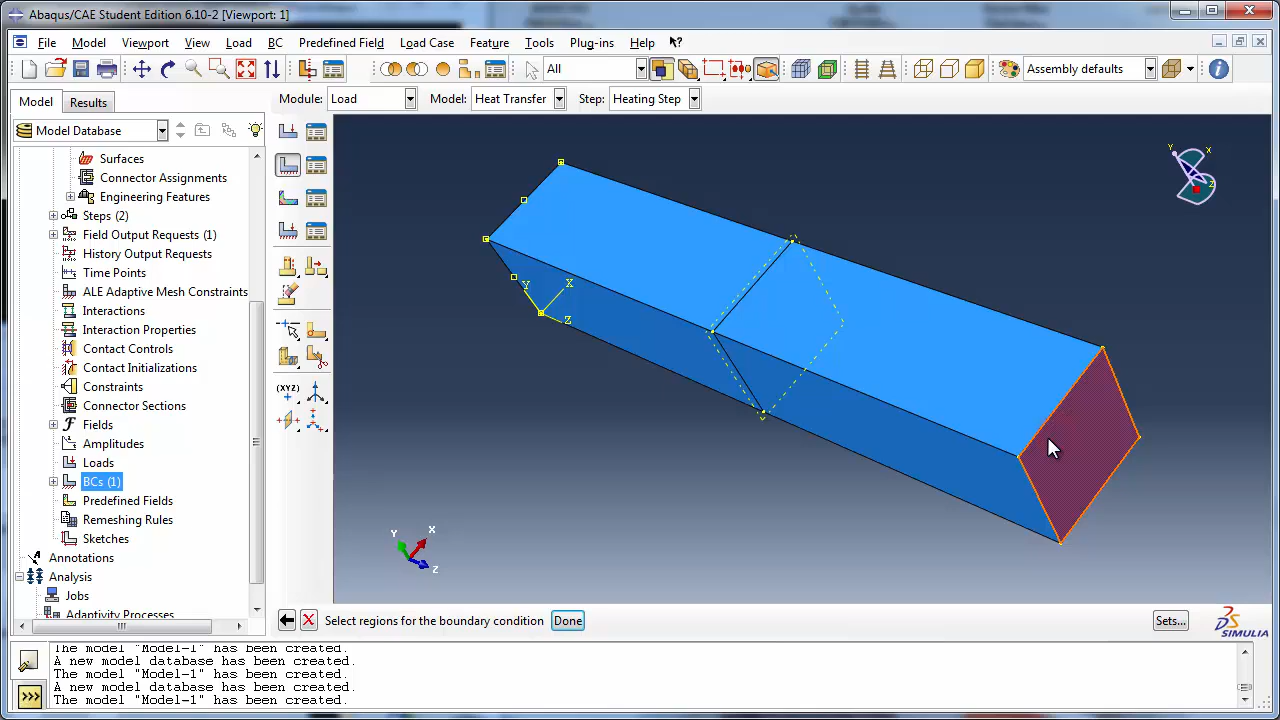 Abaqus/CAE Student Edition 6.10-2 [Viewport: 1]
File Model Viewport View Load BC Predefined Field Load Case Feature Tools Plug-ins Help
All Assembly defaults
Model Results Module: Load Model: Heat Transfer Step: Heating Step
Model Database
Surfaces
Connector Assignments
Engineering Features
Steps (2)
Field Output Requests (1)
History Output Requests
Time Points
ALE Adaptive Mesh Constraints
Interactions
Interaction Properties
Contact Controls
Contact Initializations
Constraints
Connector Sections
Fields
Amplitudes
Loads
BCs (1)
Predefined Fields
Remeshing Rules
Sketches
Annotations
Analysis
Jobs
Adaptivity Processes
(XYZ)
Y X Z
Y X Z
Y X Z
Select regions for the boundary condition Done Sets...
SIMULIA
The model "Model-1" has been created.
A new model database has been created.
The model "Model-1" has been created.
A new model database has been created.
The model "Model-1" has been created.
>>>